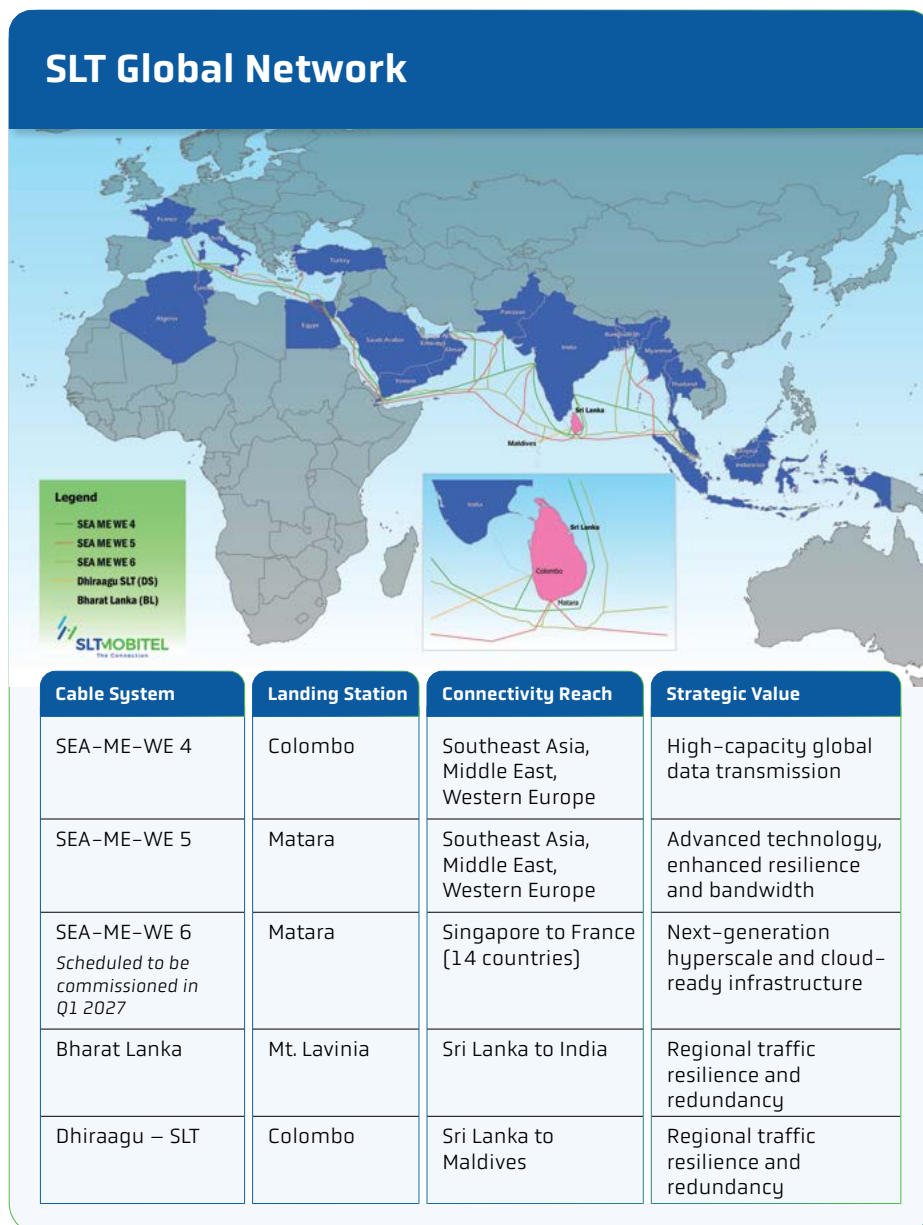 SLT Global Network
France
Italy
Turkey
Algeria
Egypt
Saudi Arabia
Yemen
Oman
Pakistan
India
Bangladesh
Myanmar
Thailand
Indonesia
Sri Lanka
Maldives
Legend
SEA ME WE 4
SEA ME WE 5
SEA ME WE 6
Dhiraagu SLT (DS)
Bharat Lanka (BL)
SLTMOBITEL
The Connection
India
Sri Lanka
Colombo
Matara
Cable System
Landing Station
Connectivity Reach
Strategic Value
SEA-ME-WE 4
Colombo
Southeast Asia,
Middle East,
Western Europe
High-capacity global
data transmission
SEA-ME-WE 5
Matara
Southeast Asia,
Middle East,
Western Europe
Advanced technology,
enhanced resilience
and bandwidth
SEA-ME-WE 6
Scheduled to be
commissioned in
Q1 2027
Matara
Singapore to France
(14 countries)
Next-generation
hyperscale and cloud-
ready infrastructure
Bharat Lanka
Mt. Lavinia
Sri Lanka to India
Regional traffic
resilience and
redundancy
Dhiraagu – SLT
Colombo
Sri Lanka to
Maldives
Regional traffic
resilience and
redundancy